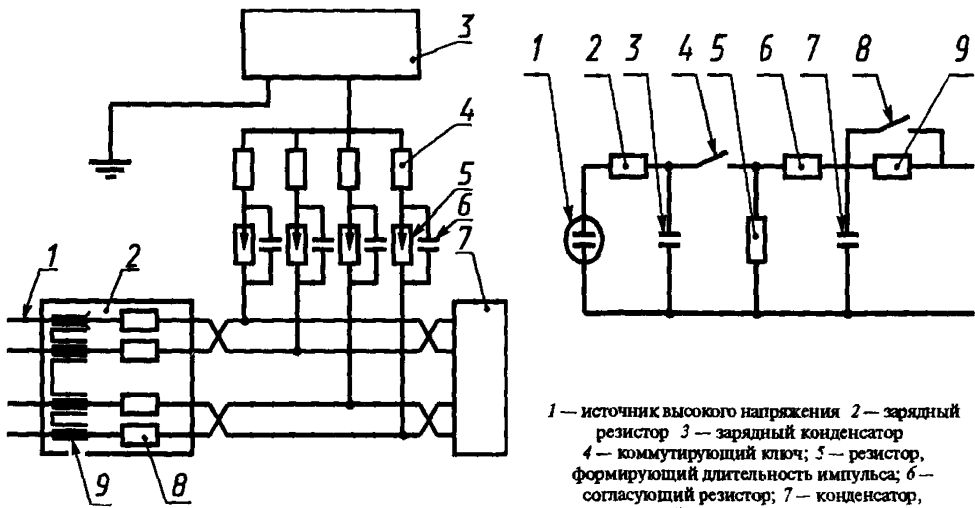 3
4
5
6
7
1
2
9
8
1 2 3 4 5 6 7 8 9
1 — источник высокого напряжения 2 — зарядный
резистор 3 — зарядный конденсатор
4 — коммутирующий ключ; 5 — резистор,
формирующий длительность импульса; 6 —
согласующий резистор; 7 — конденсатор,